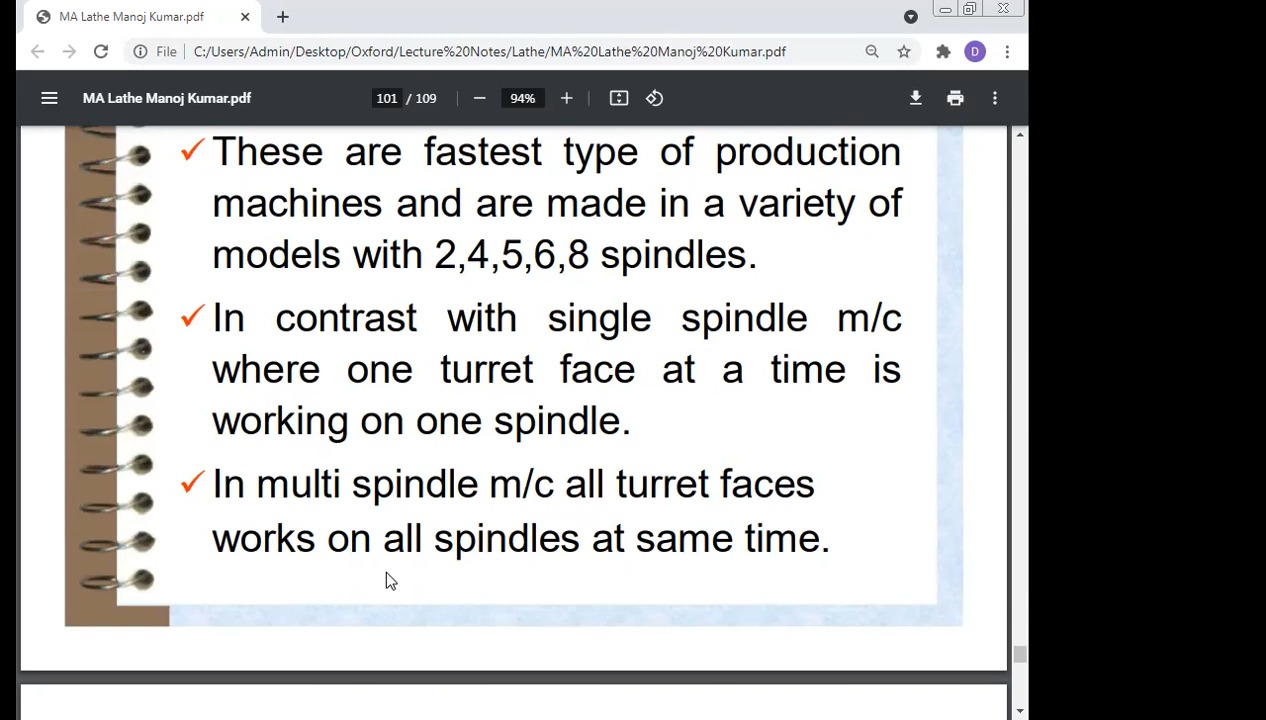 MA Lathe Manoj Kumar.pdf
File C:/Users/Admin/Desktop/Oxford/Lecture%20Notes/Lathe/MA%20Lathe%20Manoj%20Kumar.pdf D
MA Lathe Manoj Kumar.pdf 101 / 109 94%
These are fastest type of production
machines and are made in a variety of
models with 2,4,5,6,8 spindles.
In contrast with single spindle m/c
where one turret face at a time is
working on one spindle.
In multi spindle m/c all turret faces
works on all spindles at same time.